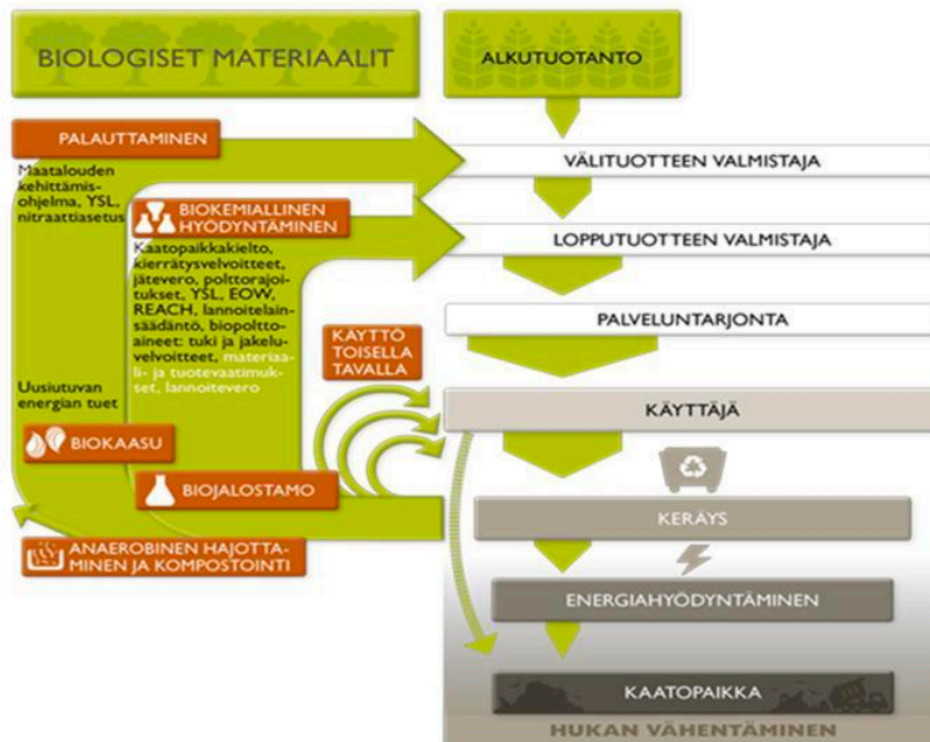 BIOLOGISET MATERIAALIT
ALKUTUOTANTO
PALAUTTAMINEN
Maatalouden
kehittämis-
ohjelma, YSL,
nitraattiasetus
BIOKEMIALLINEN
HYÖDYNTÄMINEN
Kaatopaikkakielto,
kierrätysvelvoitteet,
jätevero, polttorajoi-
tukset, YSL, EOW,
REACH, lannoitelain-
säädäntö, biopoltto-
aineet: tuki ja jakelu-
velvoitteet, materiaa-
li- ja tuotevaatimuk-
set, lannoitevero
KÄYTTÖ
TOISELLA
TAVALLA
Uusiutuvan
energian tuet
BIOKAASU
BIOJALOSTAMO
ANAEROBINEN HAJOTTA-
MINEN JA KOMPOSTOINTI
VÄLITUOTTEEN VALMISTAJA
LOPPUTUOTTEEN VALMISTAJA
PALVELUNTARJONTA
KÄYTTÄJÄ
KERÄYS
ENERGIAHYÖDYNTÄMINEN
KAATOPAIKKA
HUKAN VÄHENTÄMINEN